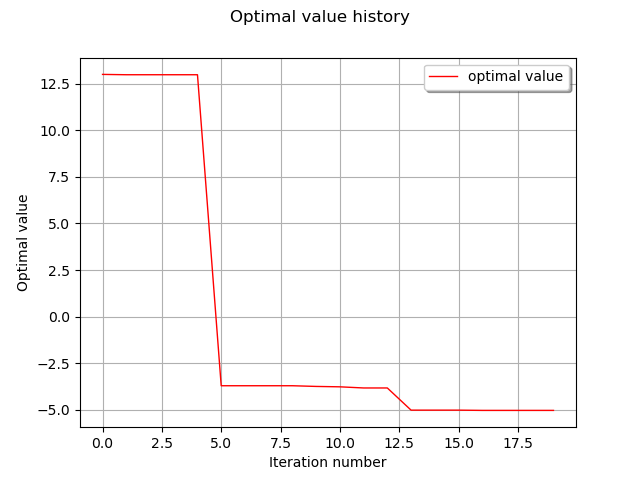 Optimal value history
optimal value
12.5
10.0
7.5
5.0
2.5
0.0
−2.5
−5.0
Optimal value
0.0 2.5 5.0 7.5 10.0 12.5 15.0 17.5
Iteration number